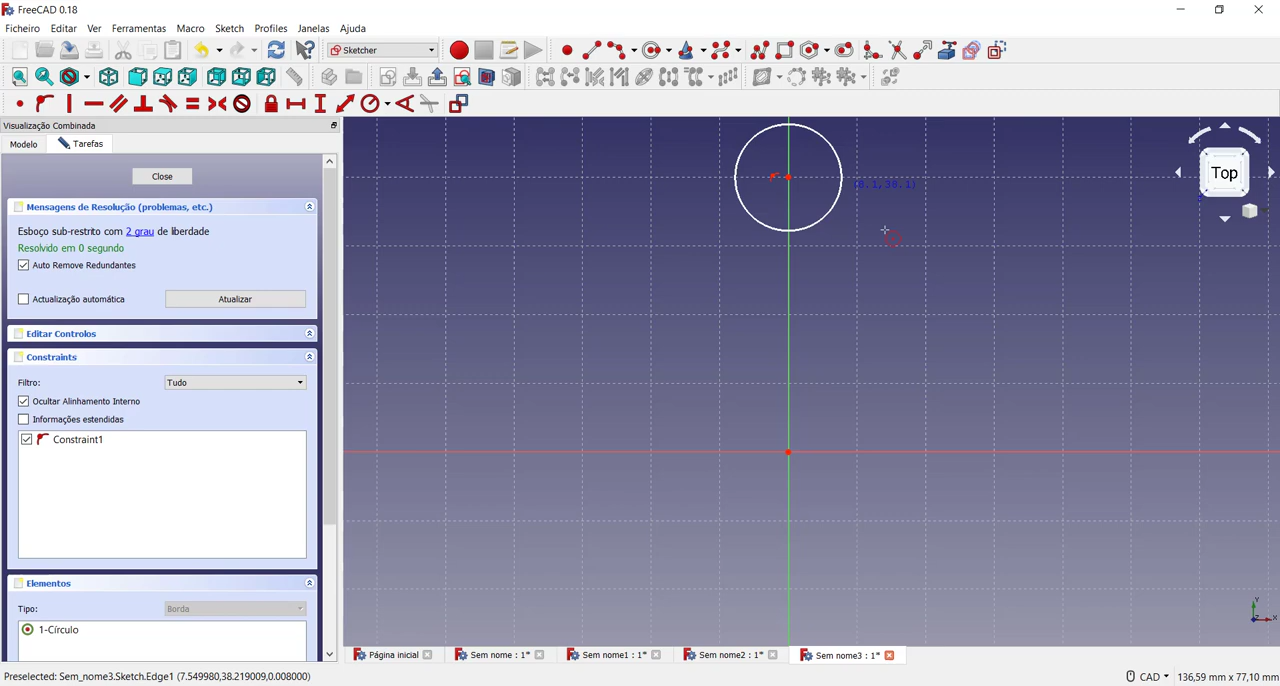 FreeCAD 0.18
Ficheiro Editar Ver Ferramentas Macro Sketch Profiles Janelas Ajuda
Sketcher
Visualização Combinada
Modelo Tarefas
Close
Mensagens de Resolução (problemas, etc.)
Esboço sub-restrito com 2 grau de liberdade
Resolvido em 0 segundo
Auto Remove Redundantes
Actualização automática Atualizar
Editar Controlos
Constraints
Filtro: Tudo
Ocultar Alinhamento Interno
Informações estendidas
Constraint1
Elementos
Tipo: Borda
1-Círculo
Top
Y
X
Página inicial Sem nome : 1* Sem nome1 : 1* Sem nome2 : 1* Sem nome3 : 1*
Preselected: Sem_nome3.Sketch.Edge1 (7.549980,38.219009,0.008000) CAD 136,59 mm x 77,10 mm